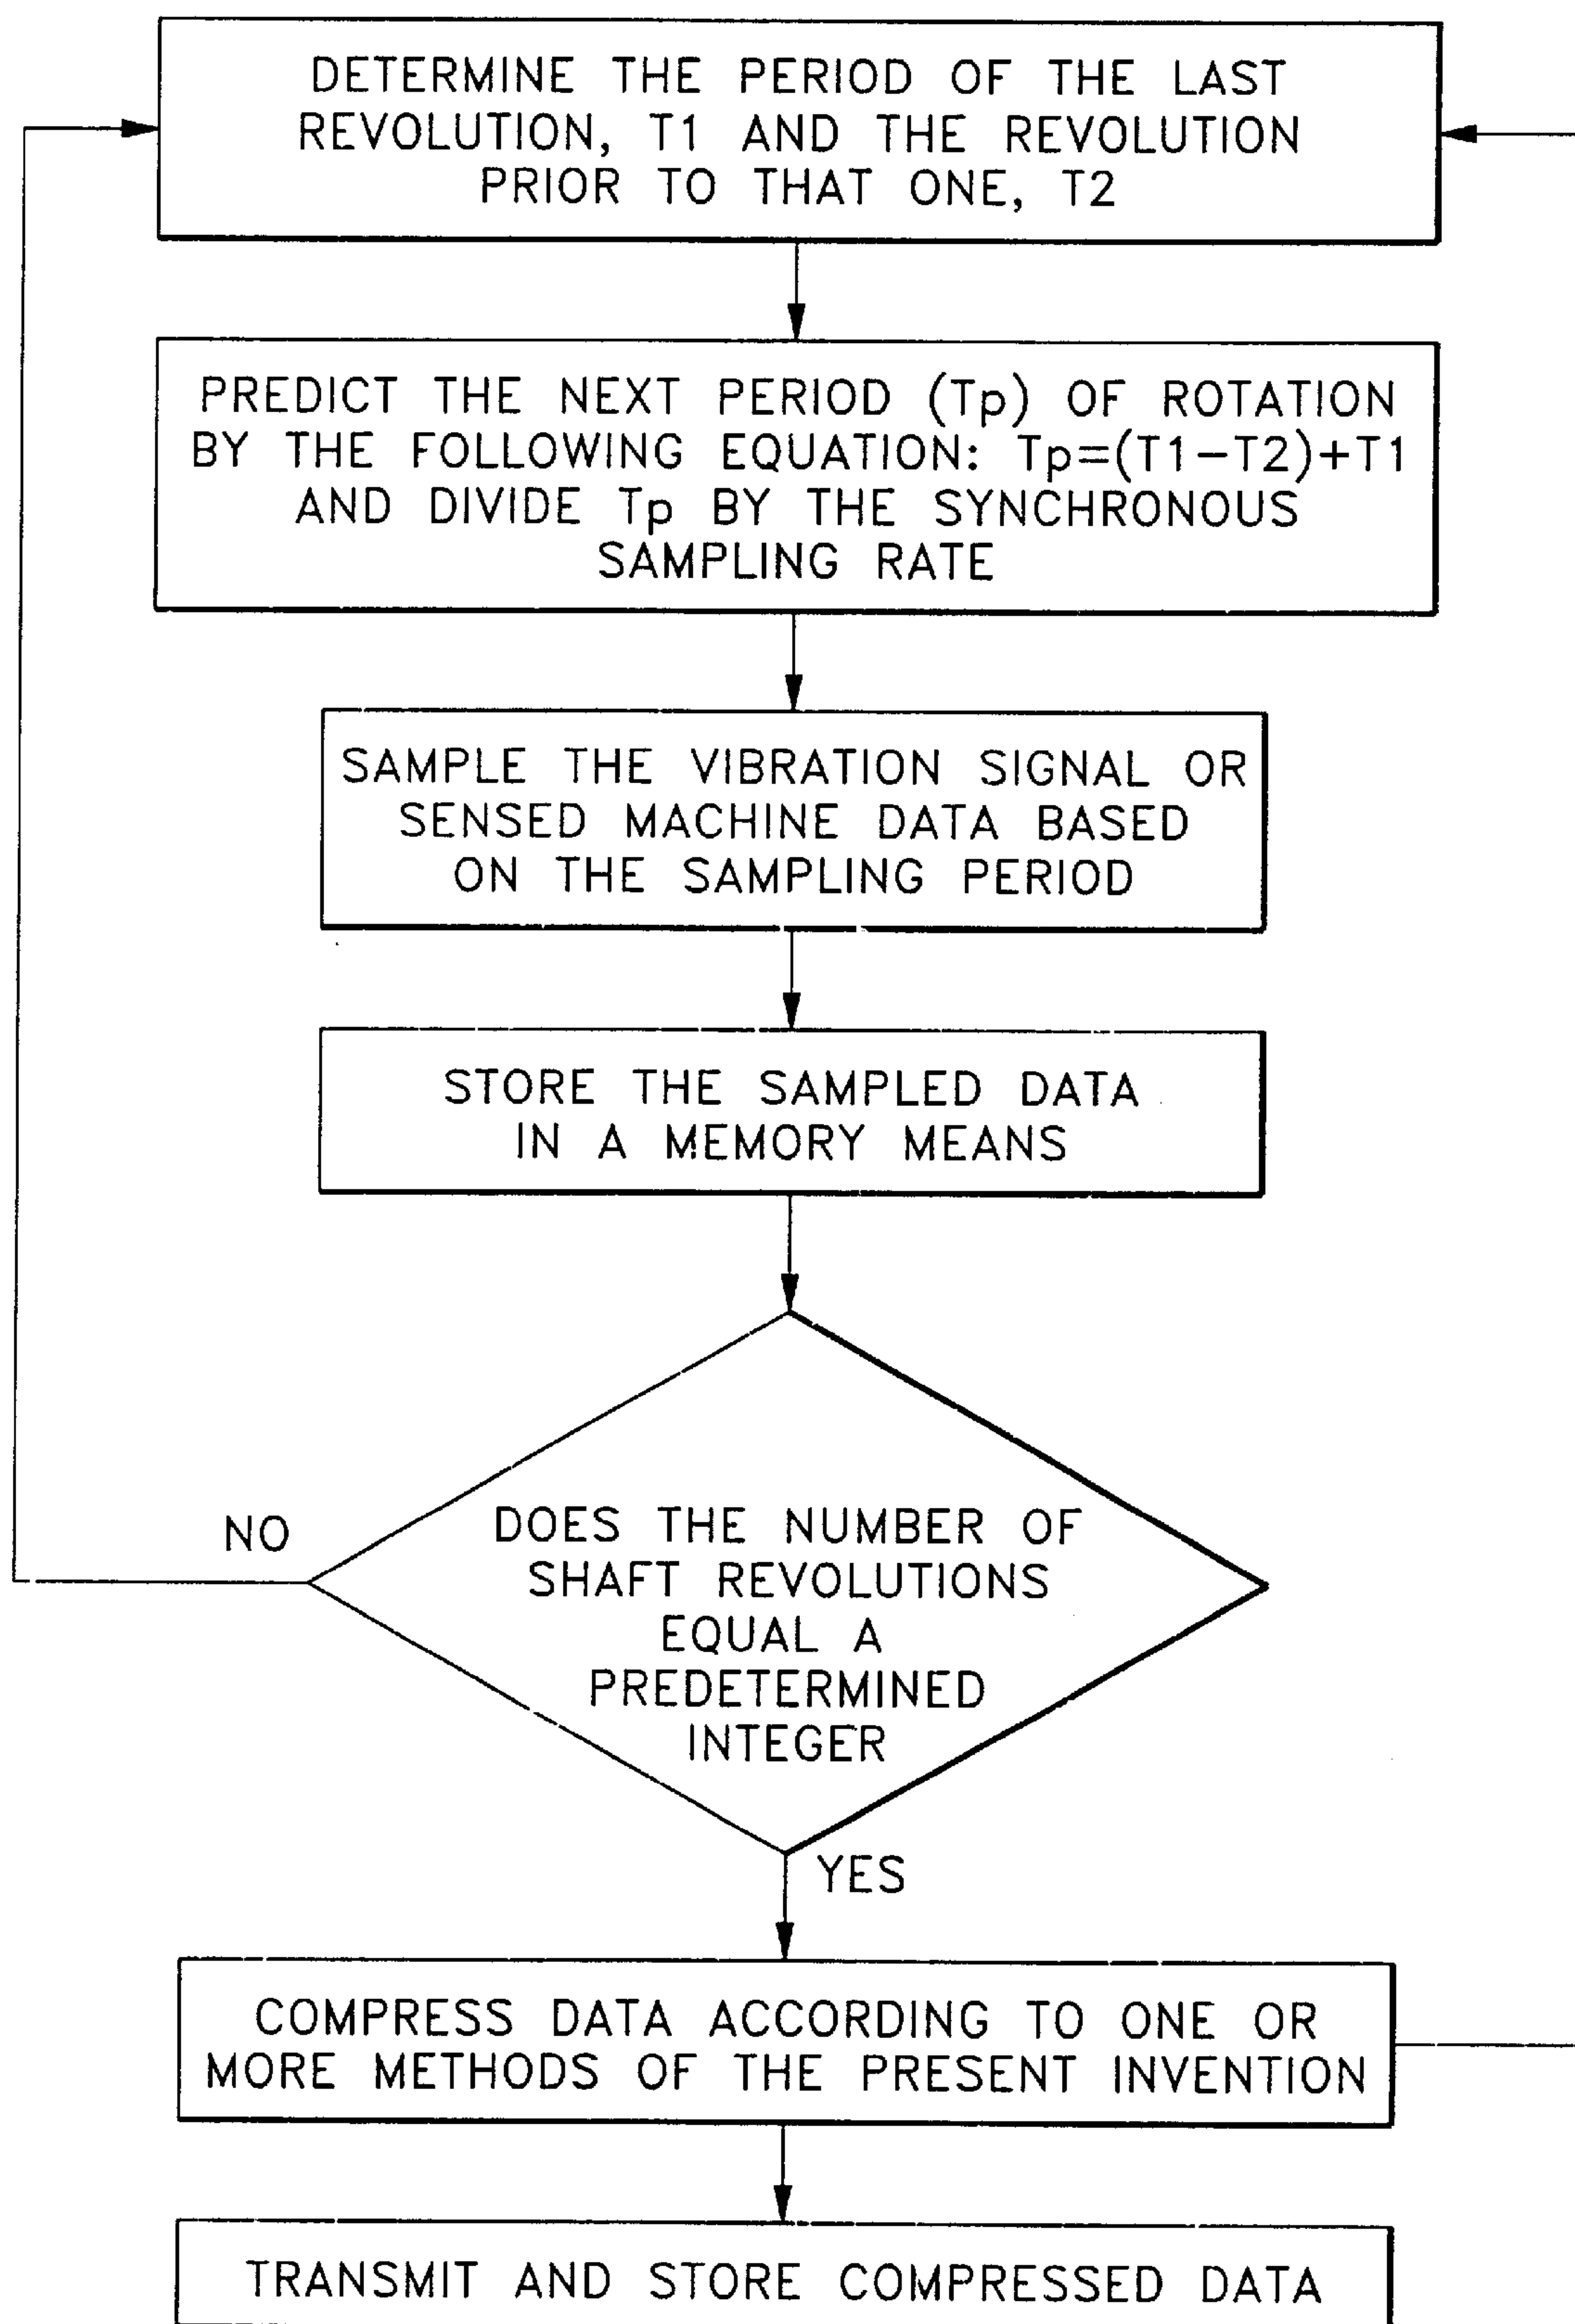 DETERMINE THE PERIOD OF THE LAST
REVOLUTION, T1 AND THE REVOLUTION
PRIOR TO THAT ONE, T2
PREDICT THE NEXT PERIOD (Tp) OF ROTATION
BY THE FOLLOWING EQUATION: Tp=(T1-T2)+T1
AND DIVIDE Tp BY THE SYNCHRONOUS
SAMPLING RATE
SAMPLE THE VIBRATION SIGNAL OR
SENSED MACHINE DATA BASED
ON THE SAMPLING PERIOD
STORE THE SAMPLED DATA
IN A MEMORY MEANS
NO
DOES THE NUMBER OF
SHAFT REVOLUTIONS
EQUAL A
PREDETERMINED
INTEGER
YES
COMPRESS DATA ACCORDING TO ONE OR
MORE METHODS OF THE PRESENT INVENTION
TRANSMIT AND STORE COMPRESSED DATA